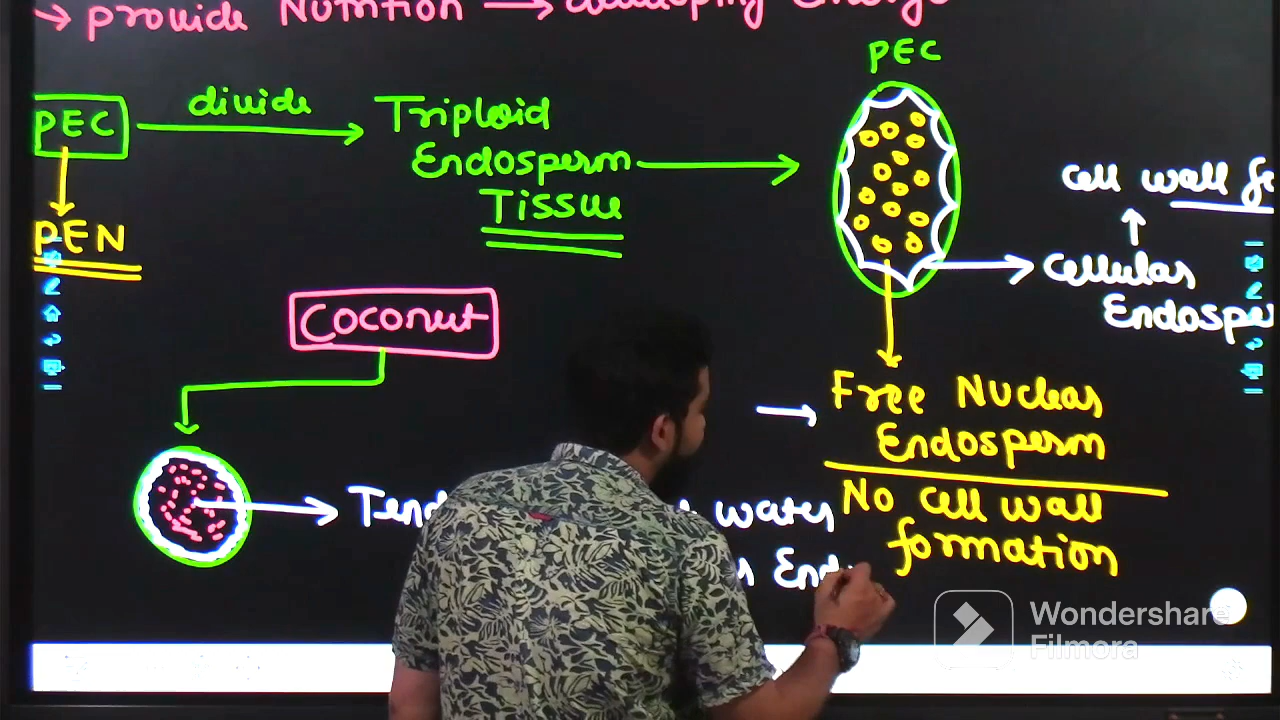 → provide Nutrition →
PEC
PEC
divide
Triploid
Endosperm
Tissue
PEN
cell wall
Cellular
Coconut
Free Nuclear
Endosperm
No cell wall
formation
water
Wondershare
Filmora